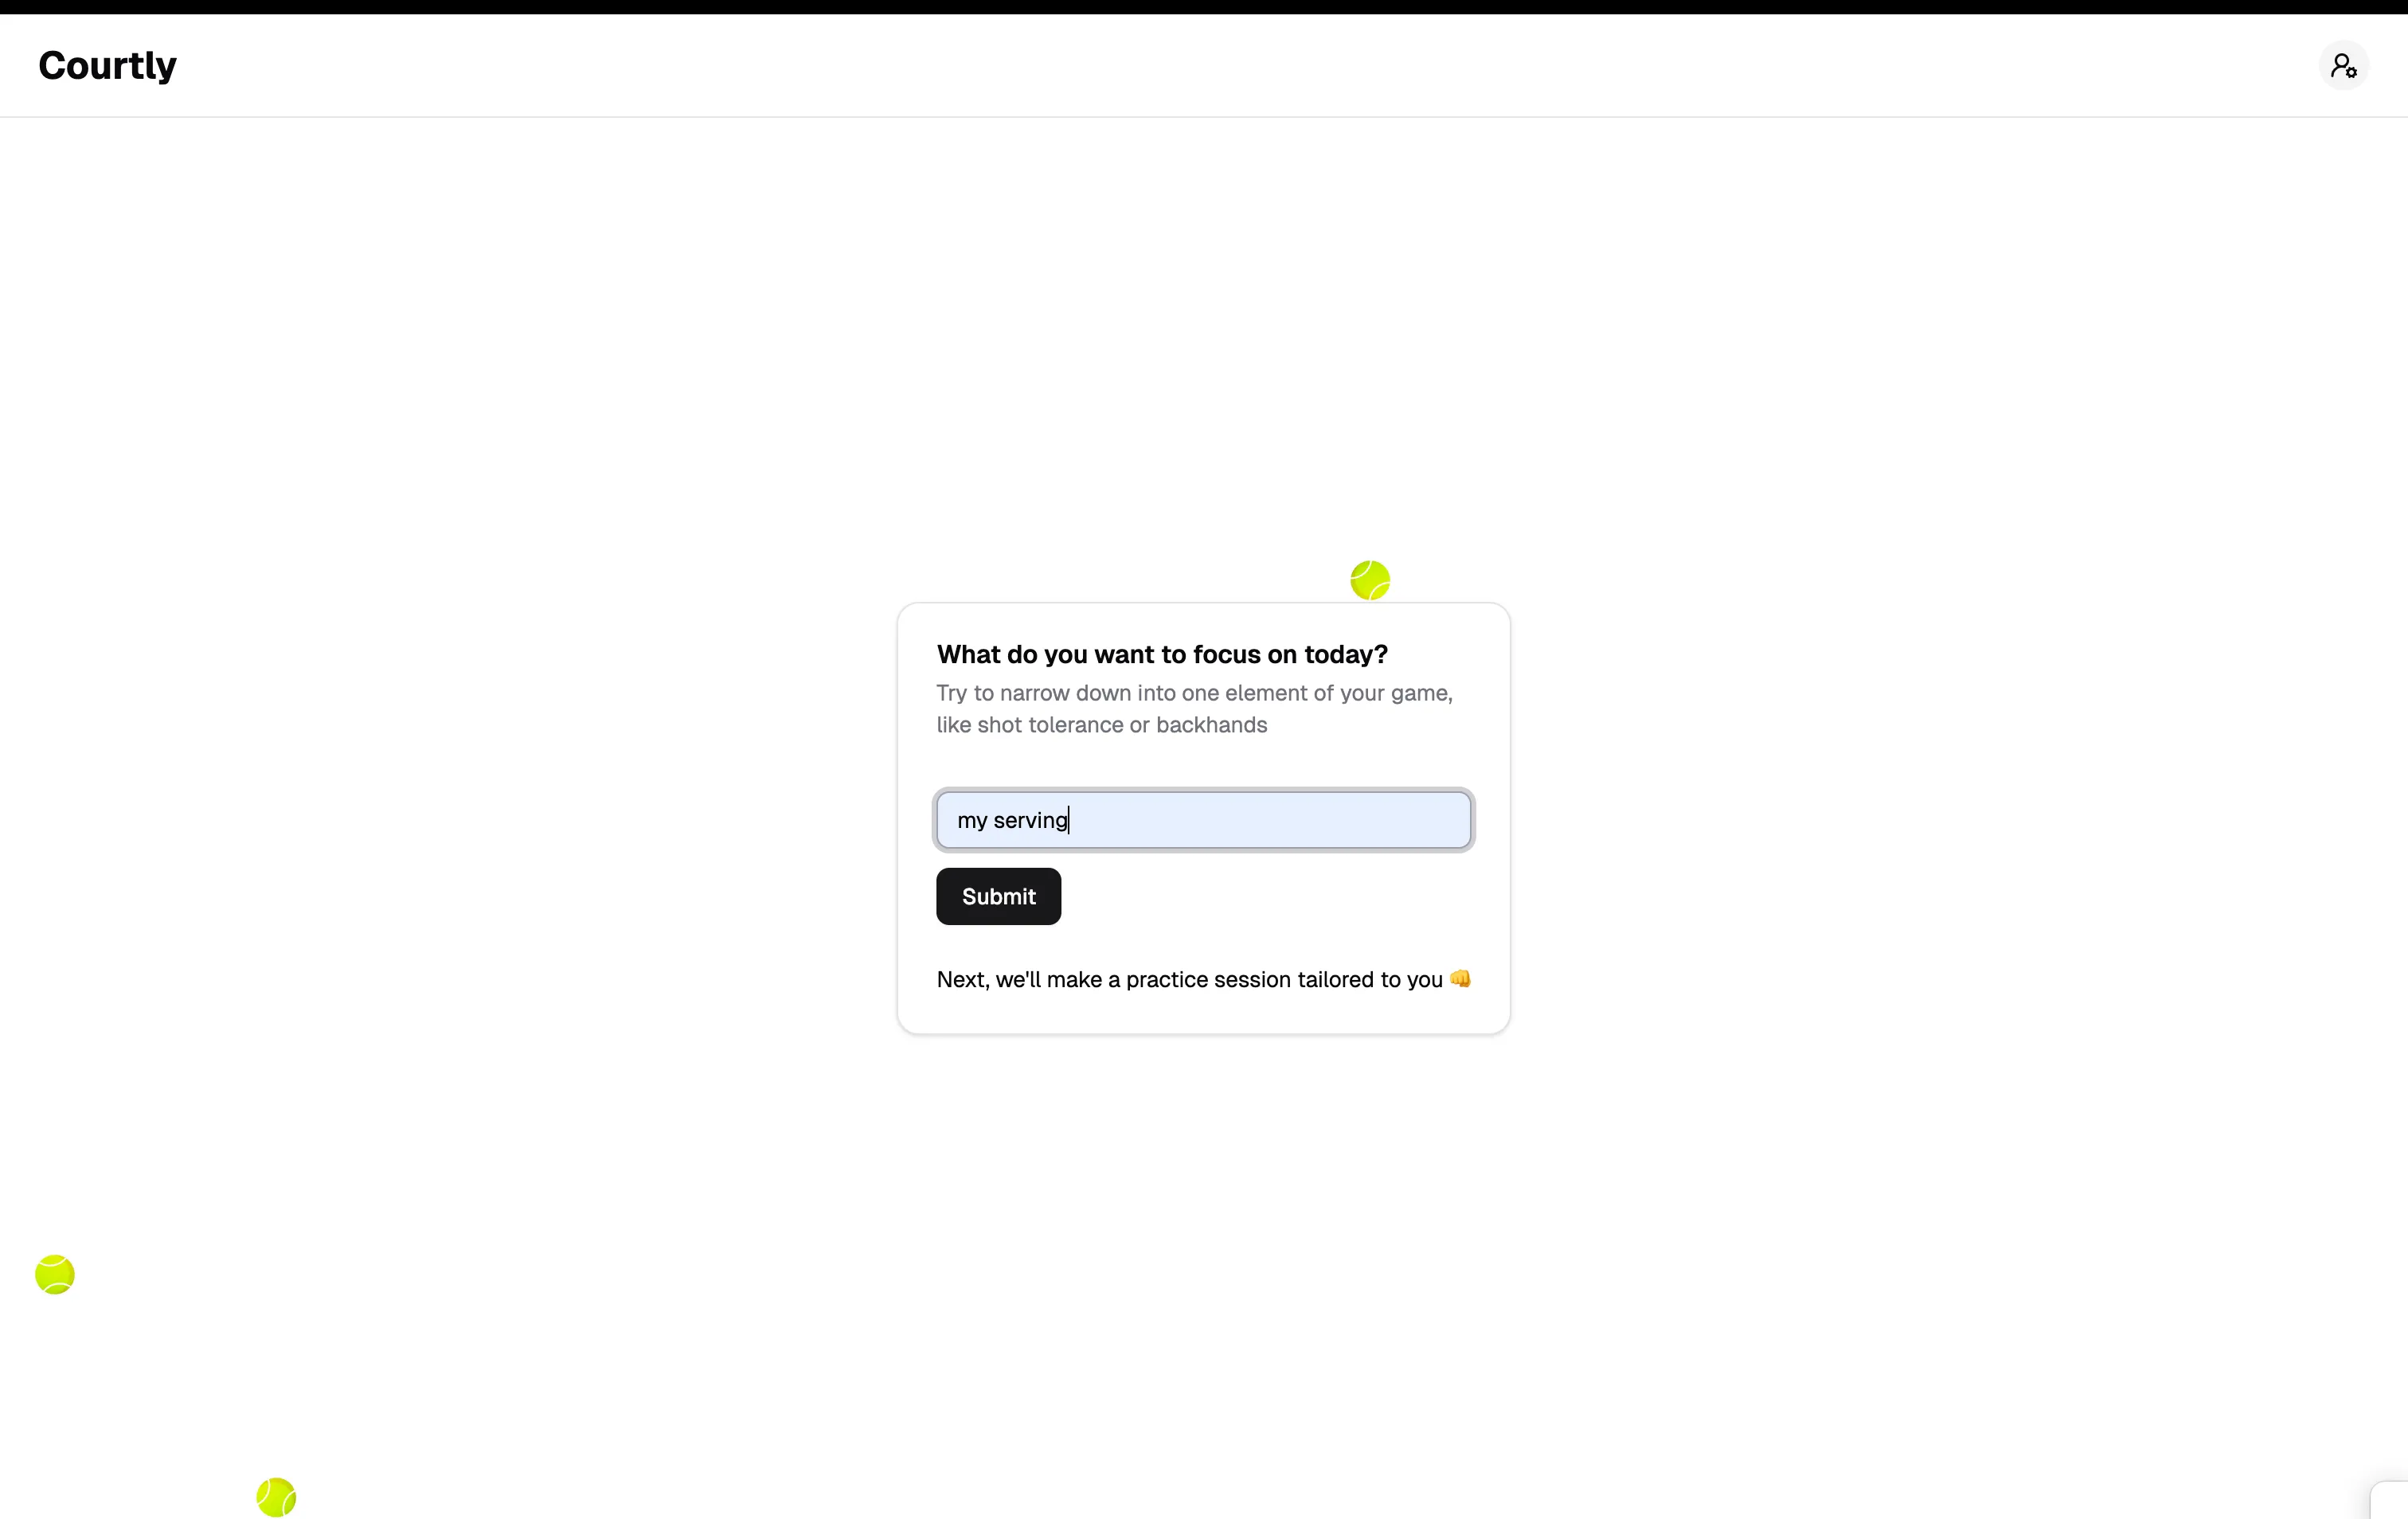 Courtly
What do you want to focus on today?
Try to narrow down into one element of your game,
like shot tolerance or backhands
my serving
Submit
Next, we'll make a practice session tailored to you 👊